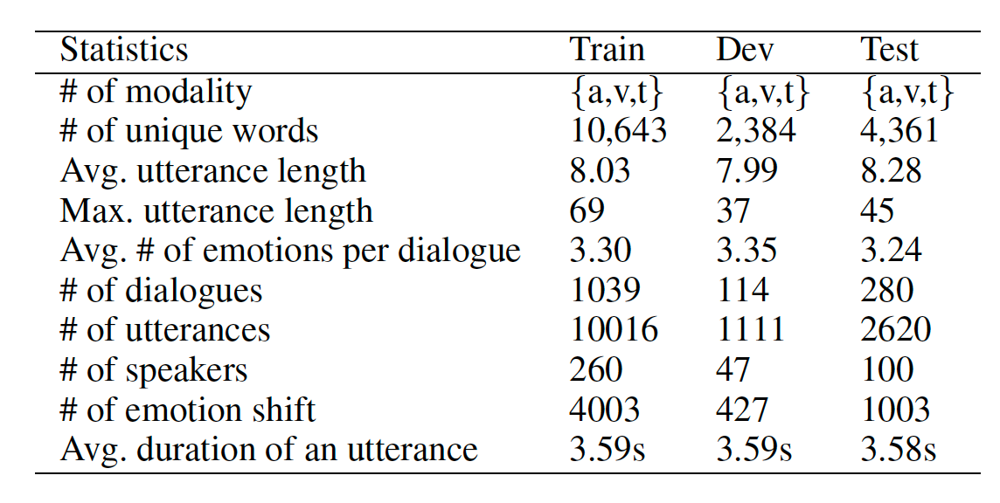 Statistics Train Dev Test
# of modality {a,v,t} {a,v,t} {a,v,t}
# of unique words 10,643 2,384 4,361
Avg. utterance length 8.03 7.99 8.28
Max. utterance length 69 37 45
Avg. # of emotions per dialogue 3.30 3.35 3.24
# of dialogues 1039 114 280
# of utterances 10016 1111 2620
# of speakers 260 47 100
# of emotion shift 4003 427 1003
Avg. duration of an utterance 3.59s 3.59s 3.58s